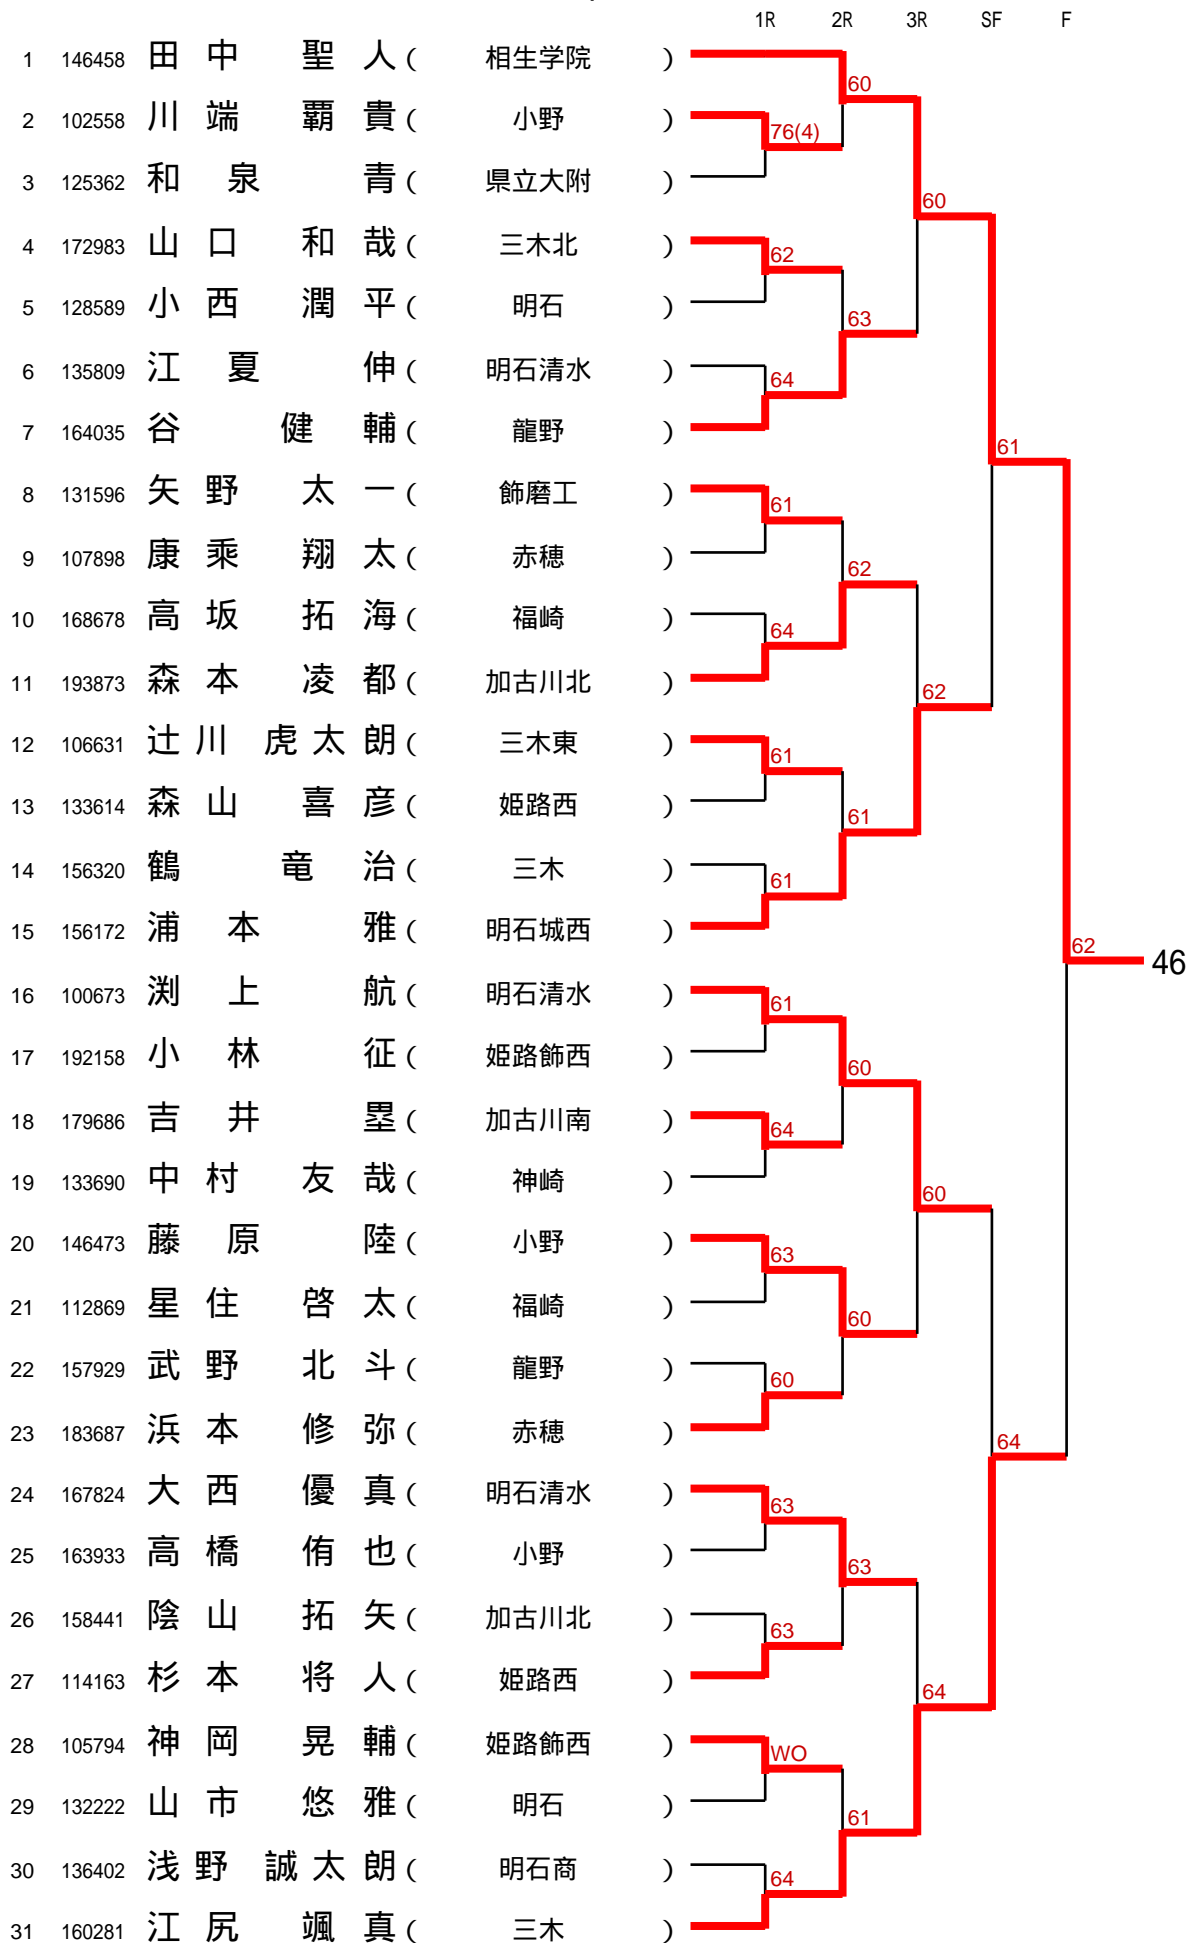 1R 2R 3R SF F
1 146458 田中 聖人 ( 相生学院 )
60
2 102558 川端 覇貴 ( 小野 )
76(4)
3 125362 和泉 青 ( 県立大附 )
60
4 172983 山口 和哉 ( 三木北 )
62
5 128589 小西 潤平 ( 明石 )
63
6 135809 江夏 伸 ( 明石清水 )
64
7 164035 谷 健輔 ( 龍野 )
61
8 131596 矢野 太一 ( 飾磨工 )
61
9 107898 康乘 翔太 ( 赤穂 )
62
10 168678 高坂 拓海 ( 福崎 )
64
11 193873 森本 凌都 ( 加古川北 )
62
12 106631 辻川 虎太朗 ( 三木東 )
61
13 133614 森山 喜彦 ( 姫路西 )
61
14 156320 鶴 竜治 ( 三木 )
61
15 156172 浦本 雅 ( 明石城西 )
62
46
16 100673 渕上 航 ( 明石清水 )
61
17 192158 小林 征 ( 姫路飾西 )
60
18 179686 吉井 塁 ( 加古川南 )
64
19 133690 中村 友哉 ( 神崎 )
60
20 146473 藤原 陸 ( 小野 )
63
21 112869 星住 啓太 ( 福崎 )
60
22 157929 武野 北斗 ( 龍野 )
60
23 183687 浜本 修弥 ( 赤穂 )
64
24 167824 大西 優真 ( 明石清水 )
63
25 163933 高橋 侑也 ( 小野 )
63
26 158441 陰山 拓矢 ( 加古川北 )
63
27 114163 杉本 将人 ( 姫路西 )
64
28 105794 神岡 晃輔 ( 姫路飾西 )
WO
29 132222 山市 悠雅 ( 明石 )
61
30 136402 浅野 誠太朗 ( 明石商 )
64
31 160281 江尻 颯真 ( 三木 )